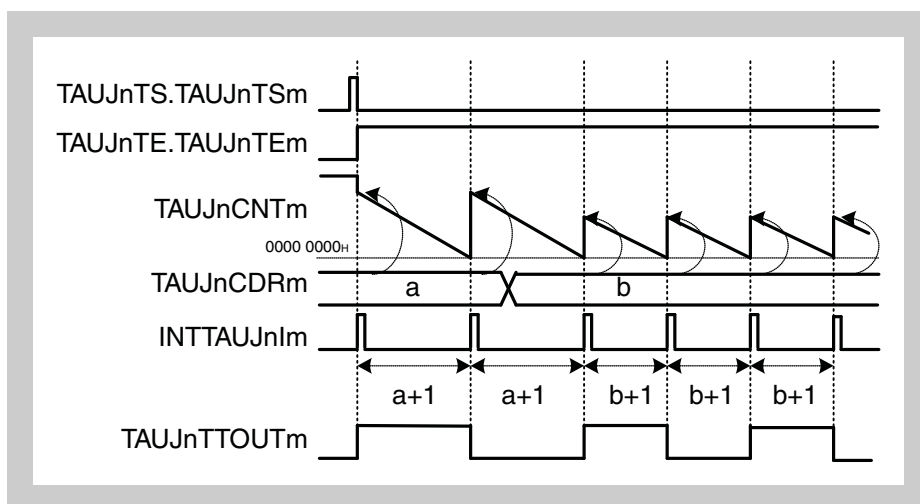 TAUJnTS.TAUJnTSm
TAUJnTE.TAUJnTEm
TAUJnCNTm
0000 0000H
TAUJnCDRm
a
b
INTTAUJnIm
a+1
a+1
b+1
b+1
b+1
TAUJnTTOUTm